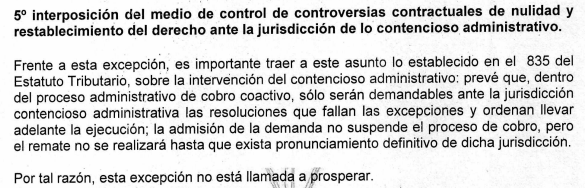 5º interposición del medio de control de controversias contractuales de nulidad y
restablecimiento del derecho ante la jurisdicción de lo contencioso administrativo.
Frente a esta excepción, es importante traer a este asunto lo establecido en el 835 del
Estatuto Tributario, sobre la intervención del contencioso administrativo: prevé que, dentro
del proceso administrativo de cobro coactivo, sólo serán demandables ante la jurisdicción
contencioso administrativa las resoluciones que fallan las excepciones y ordenan llevar
adelante la ejecución; la admisión de la demanda no suspende el proceso de cobro, pero
el remate no se realizará hasta que exista pronunciamiento definitivo de dicha jurisdicción.
Por tal razón, esta excepción no está llamada a prosperar.